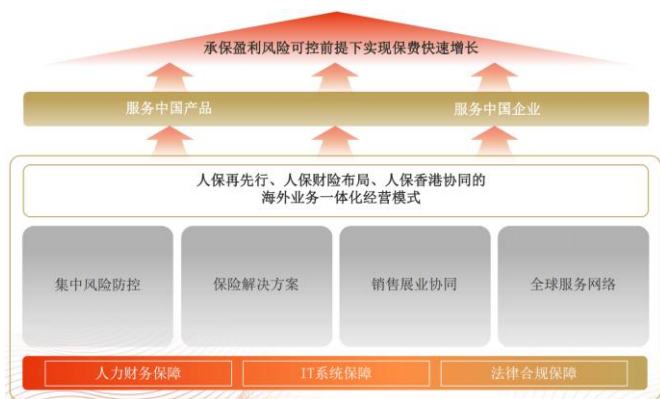 承保盈利风险可控前提下实现保费快速增长
服务中国产品
服务中国企业
人保再先行、人保财险布局、人保香港协同的
海外业务一体化经营模式
集中风险防控
保险解决方案
销售展业协同
全球服务网络
人力财务保障
IT系统保障
法律合规保障